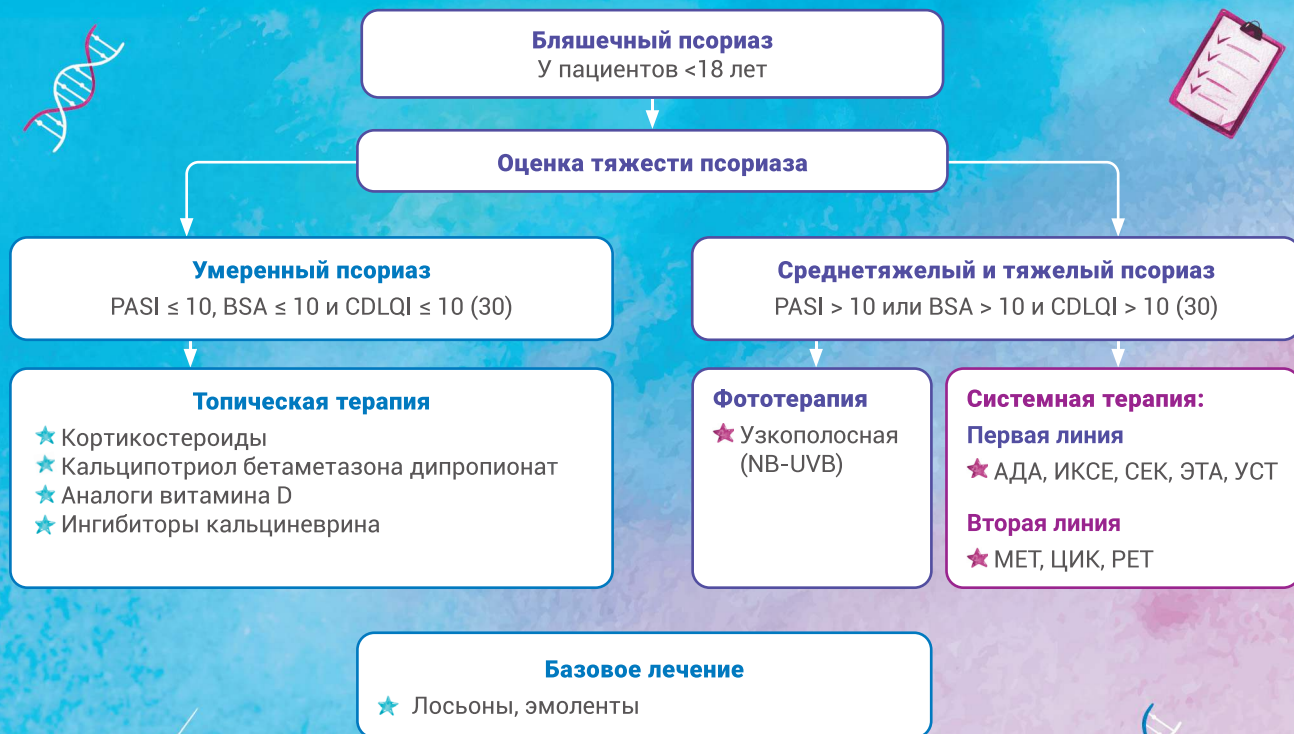 Бляшечный псориаз
У пациентов <18 лет
Оценка тяжести псориаза
Умеренный псориаз
PASI ≤ 10, BSA ≤ 10 и CDLQI ≤ 10 (30)
Среднетяжелый и тяжелый псориаз
PASI > 10 или BSA > 10 и CDLQI > 10 (30)
Топическая терапия
Кортикостероиды
Кальципотриол бетаметазона дипропионат
Аналоги витамина D
Ингибиторы кальциневрина
Фототерапия
Узкополосная
(NB-UVB)
Системная терапия:
Первая линия
АДА, ИКСЕ, СЕК, ЭТА, УСТ
Вторая линия
МЕТ, ЦИК, РЕТ
Базовое лечение
Лосьоны, эмоленты